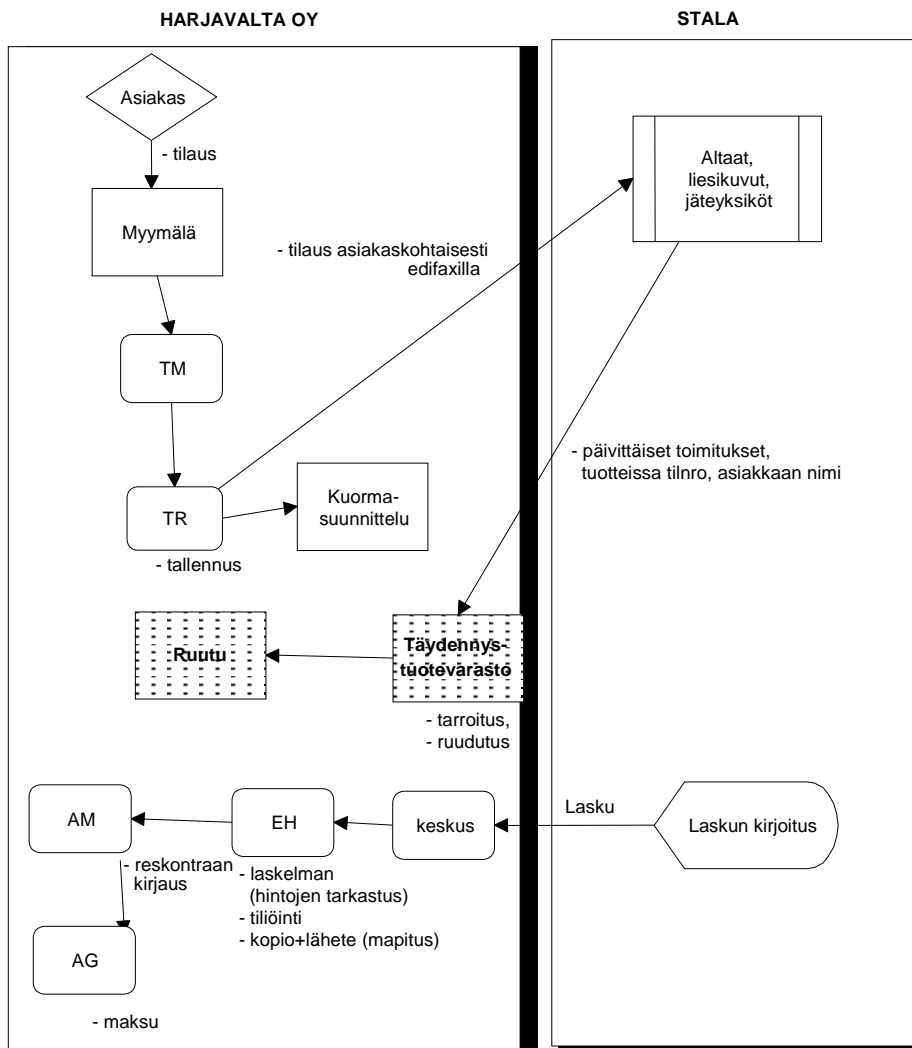 HARJAVALTA OY
STALA
Asiakas
- tilaus
Myymälä
Altaat,
liesikuvut,
jäteyksiköt
- tilaus asiakaskohtaisesti
edifaxilla
TM
- päivittäiset toimitukset,
tuotteissa tilnro, asiakkaan nimi
TR
Kuorma-
suunnittelu
- tallennus
Ruutu
Täydennys-
tuotevarasto
- tarroitus,
- ruudutus
AM
EH
keskus
Lasku
Laskun kirjoitus
- reskontraan
kirjaus
- laskelman
(hintojen tarkastus)
- tiliöinti
- kopio+lähete (mapitus)
AG
- maksu